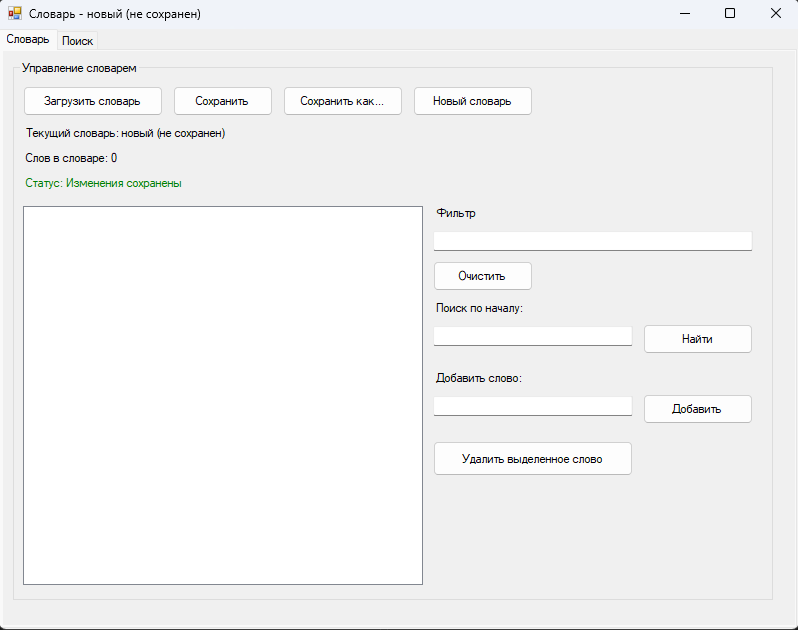 Словарь - новый (не сохранен)
Словарь Поиск
Управление словарем
Загрузить словарь Сохранить Сохранить как... Новый словарь
Текущий словарь: новый (не сохранен)
Слов в словаре: 0
Статус: Изменения сохранены
Фильтр
Очистить
Поиск по началу:
Найти
Добавить слово:
Добавить
Удалить выделенное слово